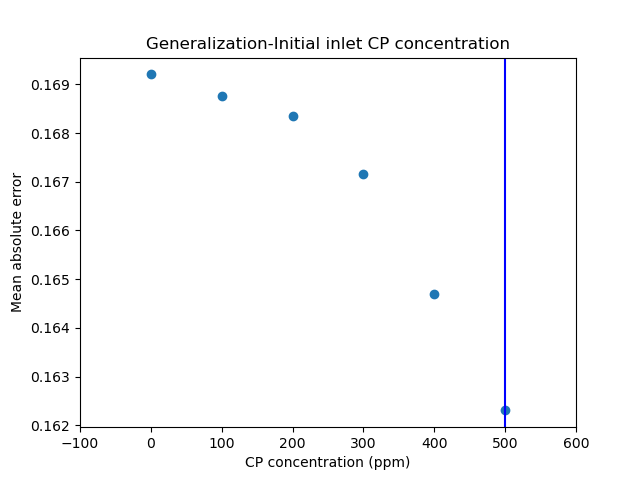 Generalization-Initial inlet CP concentration
Mean absolute error
0.169
0.168
0.167
0.166
0.165
0.164
0.163
0.162
−100 0 100 200 300 400 500 600
CP concentration (ppm)